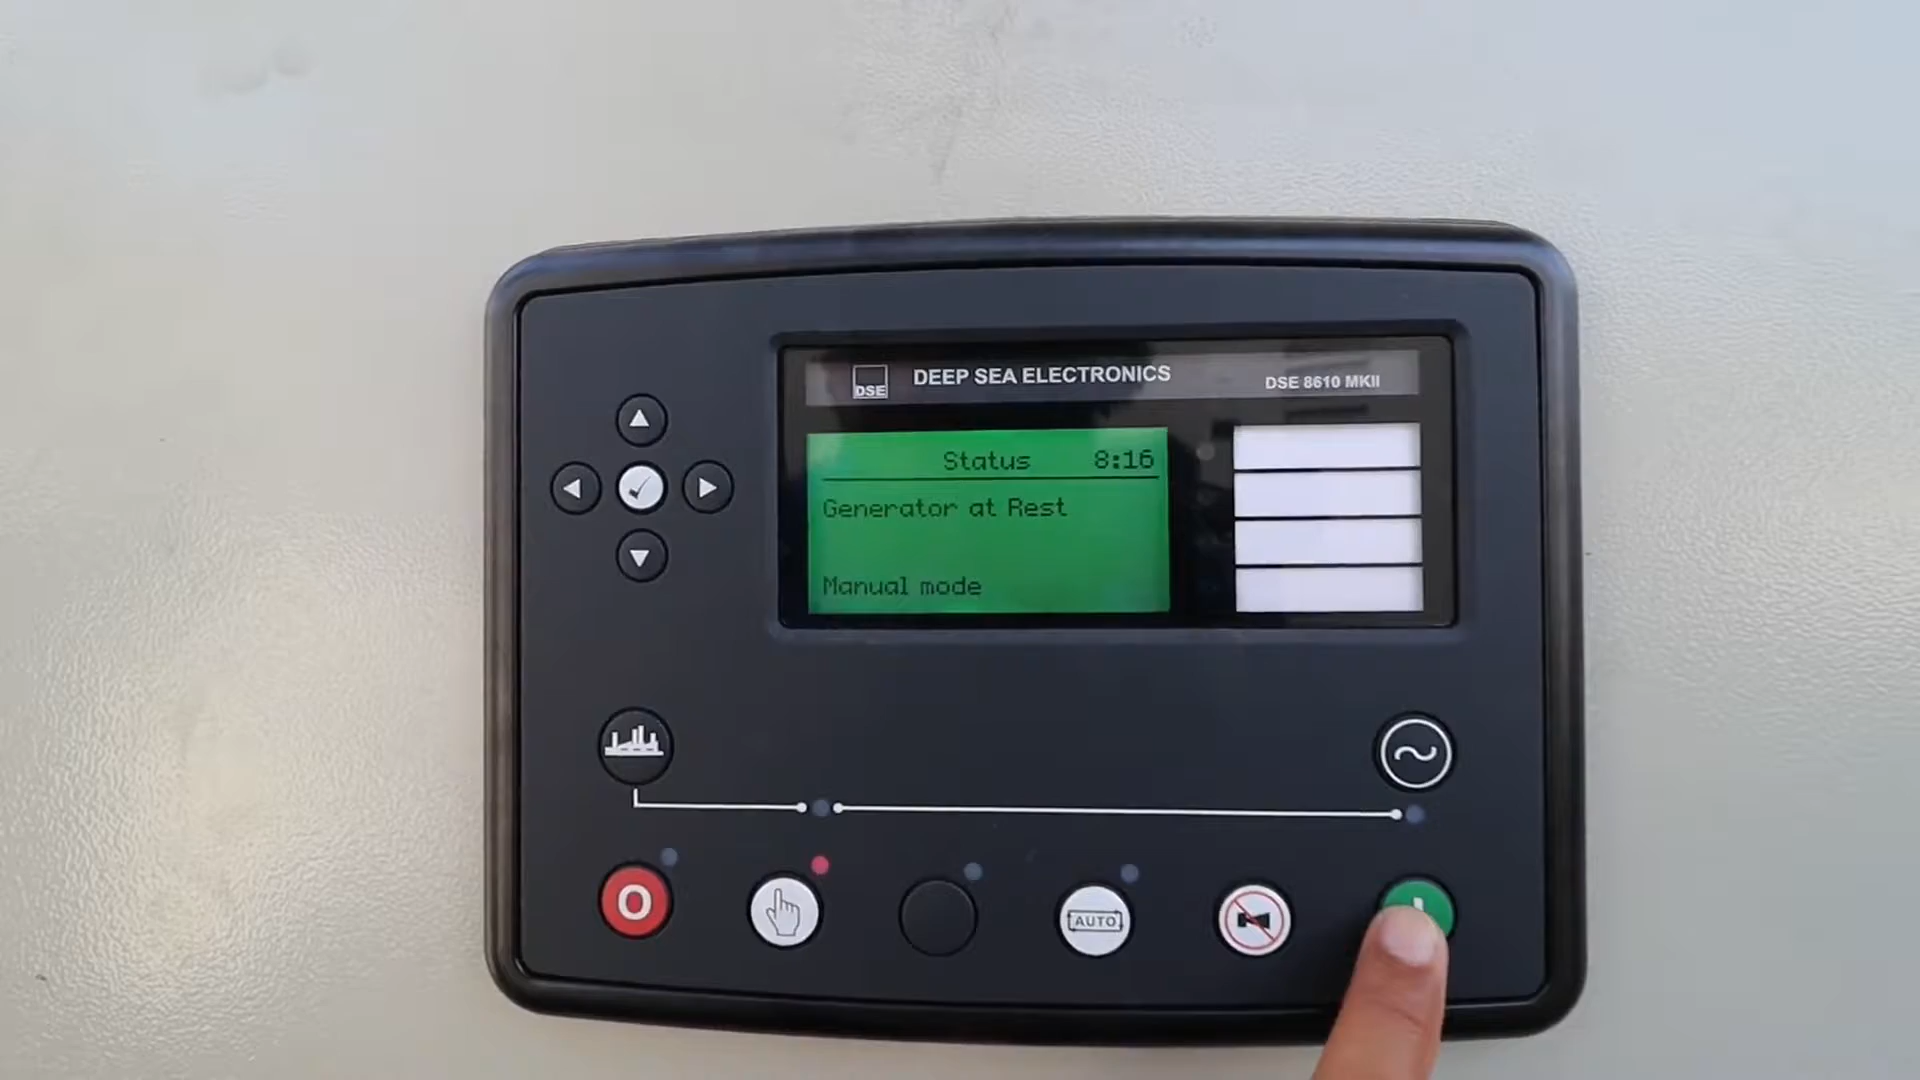 DSE
DEEP SEA ELECTRONICS
DSE 8610 MKII
Status 8:16
Generator at Rest
Manual mode
O
AUTO